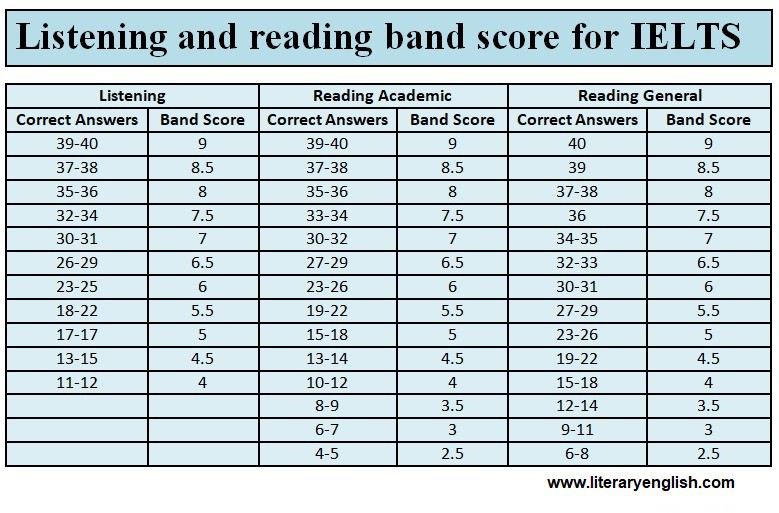 Listening and reading band score for IELTS
Listening Reading Academic Reading General
Correct Answers Band Score Correct Answers Band Score Correct Answers Band Score
39-40 9 39-40 9 40 9
37-38 8.5 37-38 8.5 39 8.5
35-36 8 35-36 8 37-38 8
32-34 7.5 33-34 7.5 36 7.5
30-31 7 30-32 7 34-35 7
26-29 6.5 27-29 6.5 32-33 6.5
23-25 6 23-26 6 30-31 6
18-22 5.5 19-22 5.5 27-29 5.5
17-17 5 15-18 5 23-26 5
13-15 4.5 13-14 4.5 19-22 4.5
11-12 4 10-12 4 15-18 4
8-9 3.5 12-14 3.5
6-7 3 9-11 3
4-5 2.5 6-8 2.5
www.literaryenglish.com